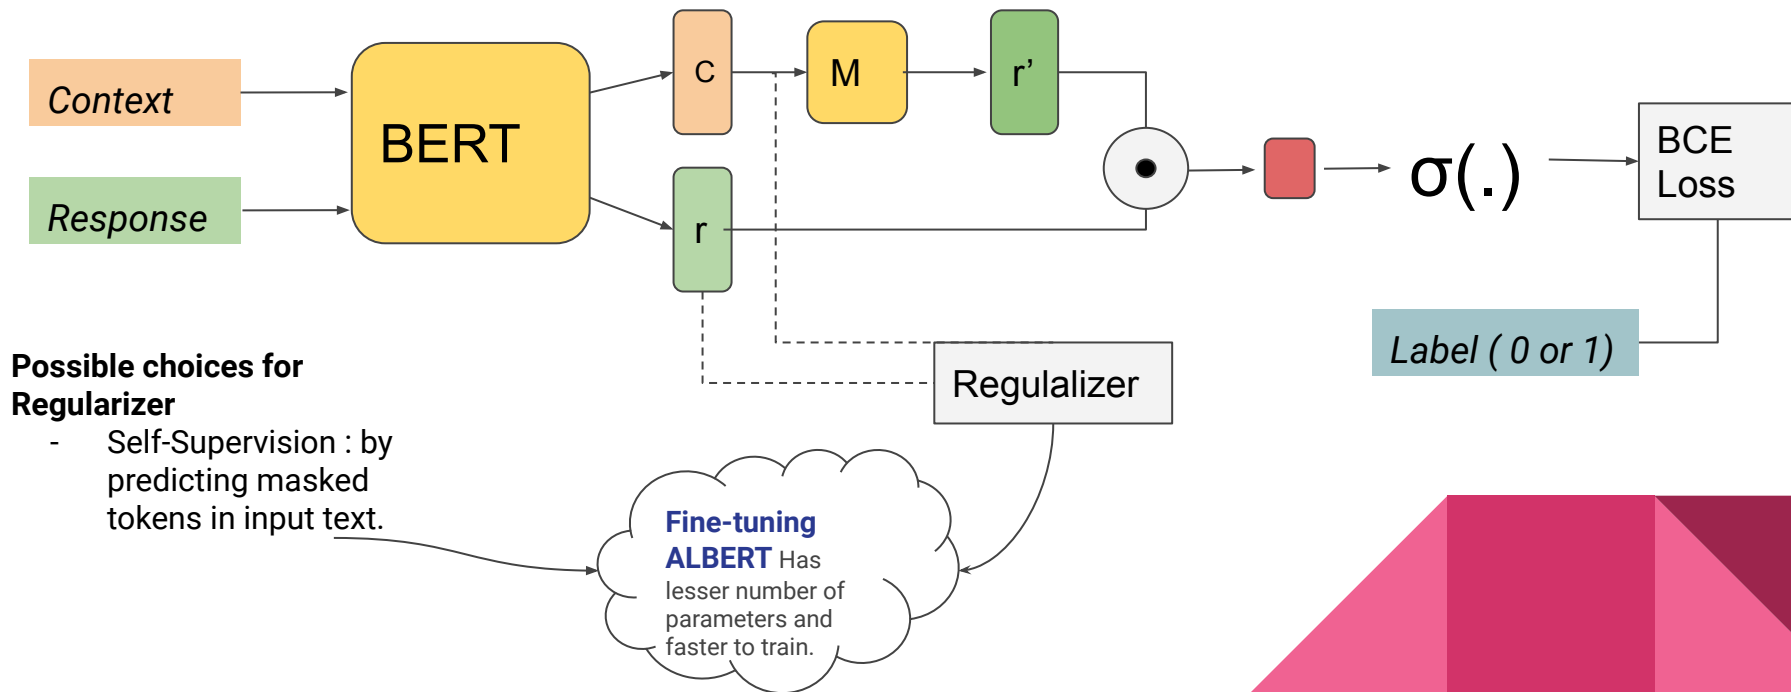 Context
Response
BERT
C
M
r’
r
σ(.)
BCE
Loss
Label ( 0 or 1)
Regulalizer
Possible choices for
Regularizer
- Self-Supervision : by
predicting masked
tokens in input text.
Fine-tuning
ALBERT Has
lesser number of
parameters and
faster to train.